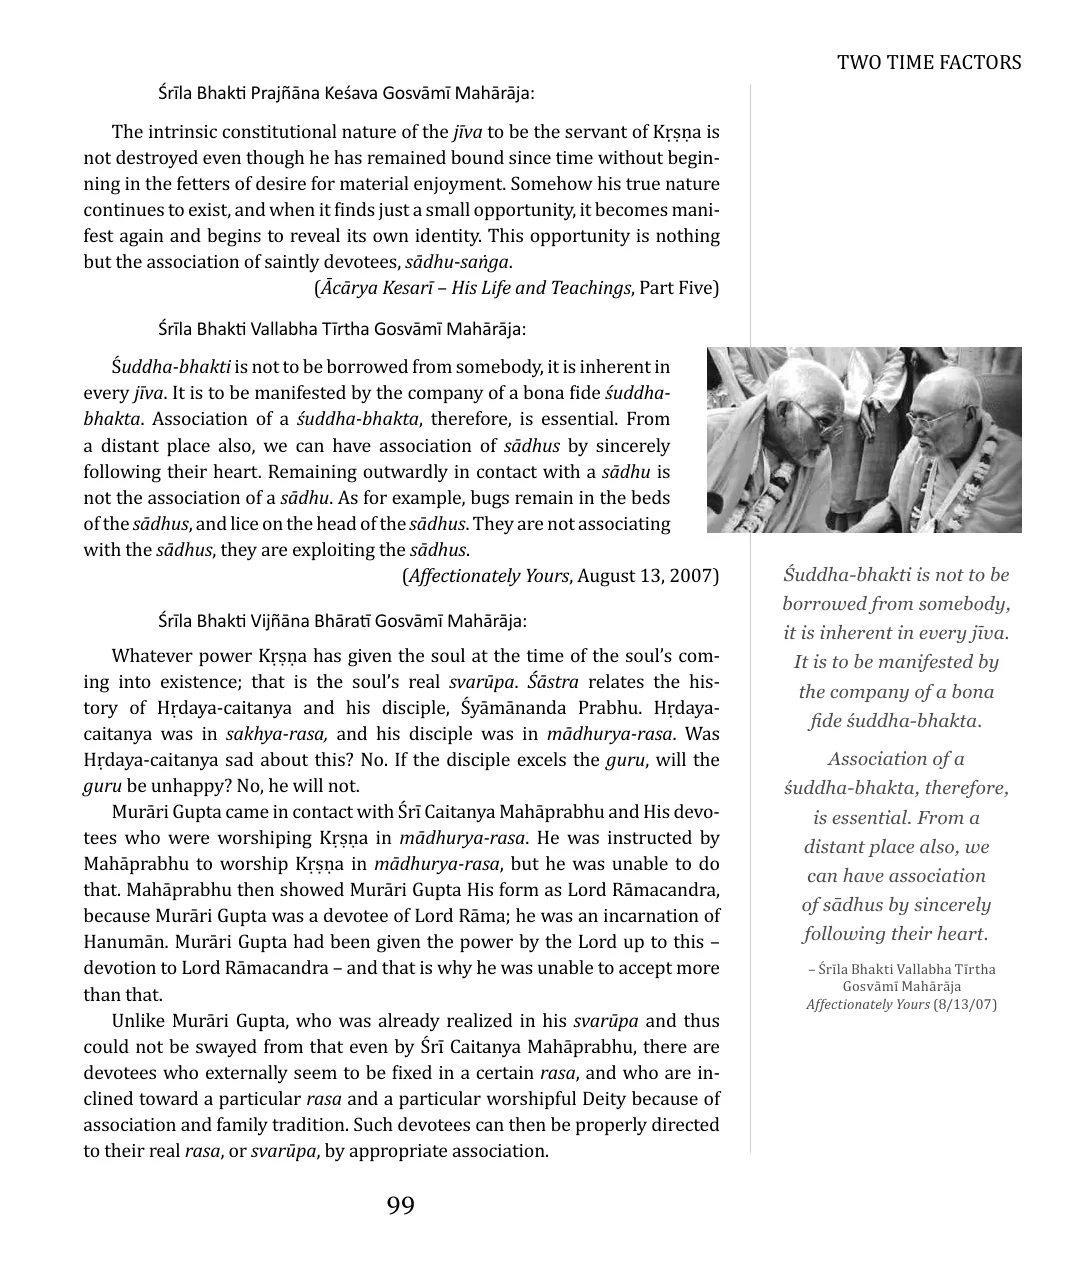 TWO TIME FACTORS
Śrīla Bhakti Prajñāna Keśava Gosvāmī Mahārāja:
The intrinsic constitutional nature of the jīva to be the servant of Kṛṣṇa is
not destroyed even though he has remained bound since time without begin-
ning in the fetters of desire for material enjoyment. Somehow his true nature
continues to exist, and when it finds just a small opportunity, it becomes mani-
fest again and begins to reveal its own identity. This opportunity is nothing
but the association of saintly devotees, sādhu-saṅga.
(Ācārya Kesarī – His Life and Teachings, Part Five)
Śrīla Bhakti Vallabha Tīrtha Gosvāmī Mahārāja:
Śuddha-bhakti is not to be borrowed from somebody, it is inherent in
every jīva. It is to be manifested by the company of a bona fide śuddha-
bhakta. Association of a śuddha-bhakta, therefore, is essential. From
a distant place also, we can have association of sādhus by sincerely
following their heart. Remaining outwardly in contact with a sādhu is
not the association of a sādhu. As for example, bugs remain in the beds
of the sādhus, and lice on the head of the sādhus. They are not associating
with the sādhus, they are exploiting the sādhus.
(Affectionately Yours, August 13, 2007)
Śrīla Bhakti Vijñāna Bhāratī Gosvāmī Mahārāja:
Whatever power Kṛṣṇa has given the soul at the time of the soul’s com-
ing into existence; that is the soul’s real svarūpa. Śāstra relates the his-
tory of Hṛdaya-caitanya and his disciple, Śyāmānanda Prabhu. Hṛdaya-
caitanya was in sakhya-rasa, and his disciple was in mādhurya-rasa. Was
Hṛdaya-caitanya sad about this? No. If the disciple excels the guru, will the
guru be unhappy? No, he will not.
Murāri Gupta came in contact with Śrī Caitanya Mahāprabhu and His devo-
tees who were worshiping Kṛṣṇa in mādhurya-rasa. He was instructed by
Mahāprabhu to worship Kṛṣṇa in mādhurya-rasa, but he was unable to do
that. Mahāprabhu then showed Murāri Gupta His form as Lord Rāmacandra,
because Murāri Gupta was a devotee of Lord Rāma; he was an incarnation of
Hanumān. Murāri Gupta had been given the power by the Lord up to this –
devotion to Lord Rāmacandra – and that is why he was unable to accept more
than that.
Unlike Murāri Gupta, who was already realized in his svarūpa and thus
could not be swayed from that even by Śrī Caitanya Mahāprabhu, there are
devotees who externally seem to be fixed in a certain rasa, and who are in-
clined toward a particular rasa and a particular worshipful Deity because of
association and family tradition. Such devotees can then be properly directed
to their real rasa, or svarūpa, by appropriate association.
Śuddha-bhakti is not to be
borrowed from somebody,
it is inherent in every jīva.
It is to be manifested by
the company of a bona
fide śuddha-bhakta.
Association of a
śuddha-bhakta, therefore,
is essential. From a
distant place also, we
can have association
of sādhus by sincerely
following their heart.
– Śrīla Bhakti Vallabha Tīrtha
Gosvāmī Mahārāja
Affectionately Yours (8/13/07)
99